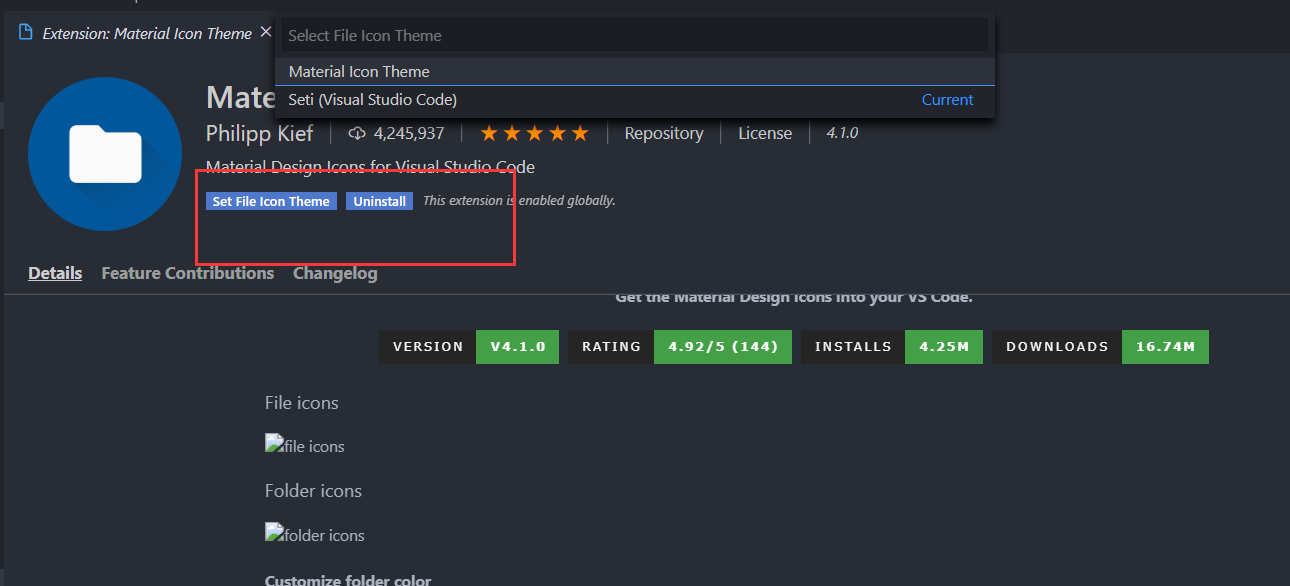 Extension: Material Icon Theme
Select File Icon Theme
Material Icon Theme
Seti (Visual Studio Code) Current
Mate
Philipp Kief 4,245,937 Repository License 4.1.0
Material Design Icons for Visual Studio Code
Set File Icon Theme Uninstall This extension is enabled globally.
Details Feature Contributions Changelog
Get the Material Design icons into your VS Code.
VERSION V4.1.0 RATING 4.92/5 (144) INSTALLS 4.25M DOWNLOADS 16.74M
File icons
file icons
Folder icons
folder icons
Customize folder color